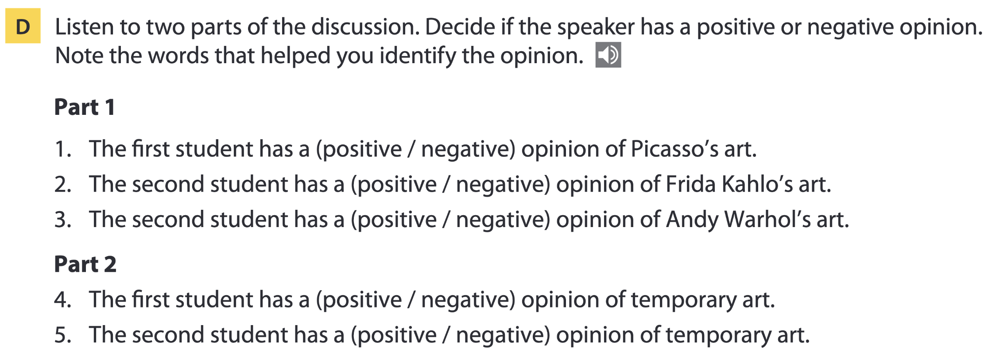 D Listen to two parts of the discussion. Decide if the speaker has a positive or negative opinion.
Note the words that helped you identify the opinion.
Part 1
1. The first student has a (positive / negative) opinion of Picasso’s art.
2. The second student has a (positive / negative) opinion of Frida Kahlo’s art.
3. The second student has a (positive / negative) opinion of Andy Warhol’s art.
Part 2
4. The first student has a (positive / negative) opinion of temporary art.
5. The second student has a (positive / negative) opinion of temporary art.